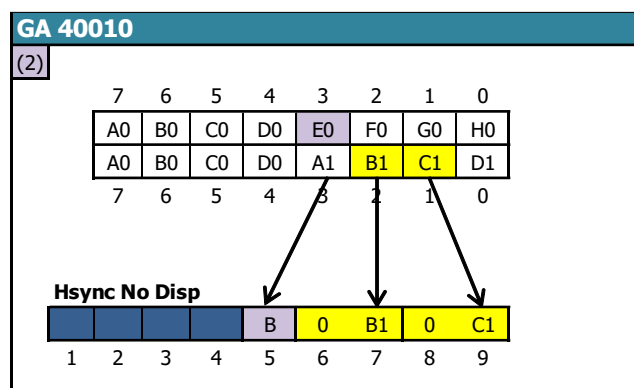 GA 40010
(2)
7 6 5 4 3 2 1 0
A0 B0 C0 D0 E0 F0 G0 H0
A0 B0 C0 D0 A1 B1 C1 D1
7 6 5 4 3 2 1 0
Hsync No Disp
B 0 B1 0 C1
1 2 3 4 5 6 7 8 9